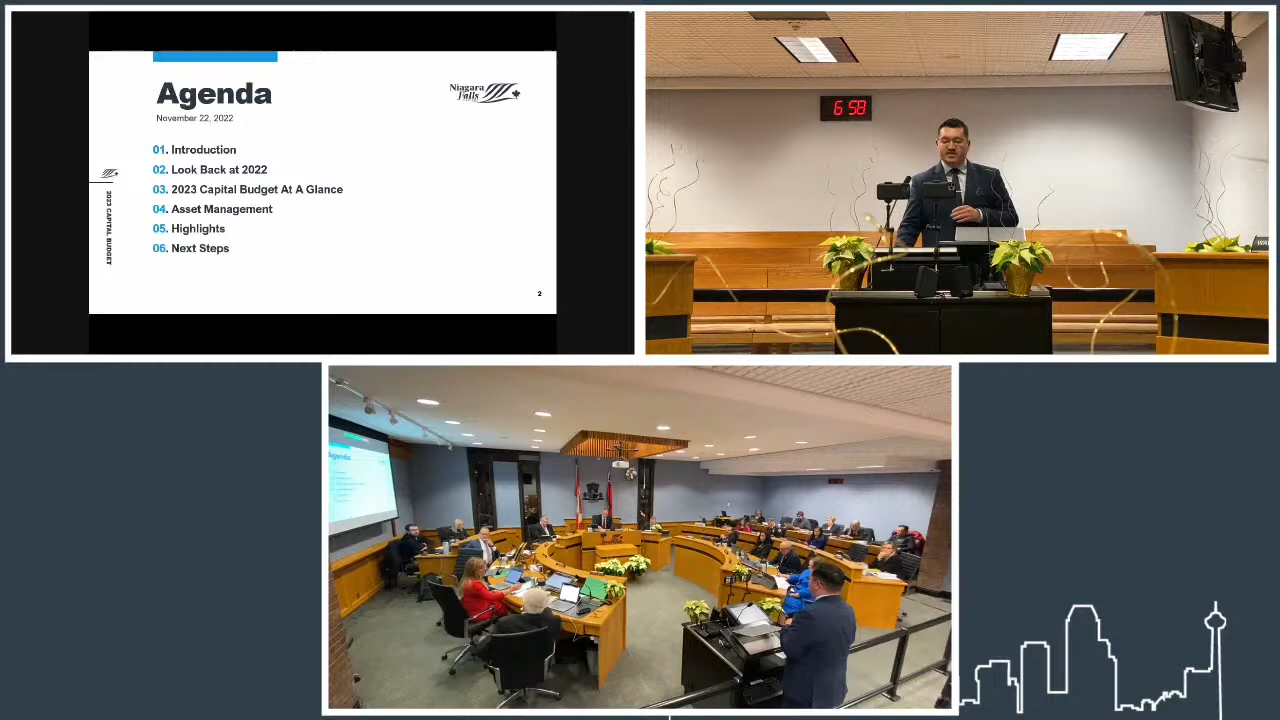 Agenda
November 22, 2022
Niagara
Falls
01. Introduction
02. Look Back at 2022
03. 2023 Capital Budget At A Glance
04. Asset Management
05. Highlights
06. Next Steps
2023 CAPITAL BUDGET
2
6:58
Agenda